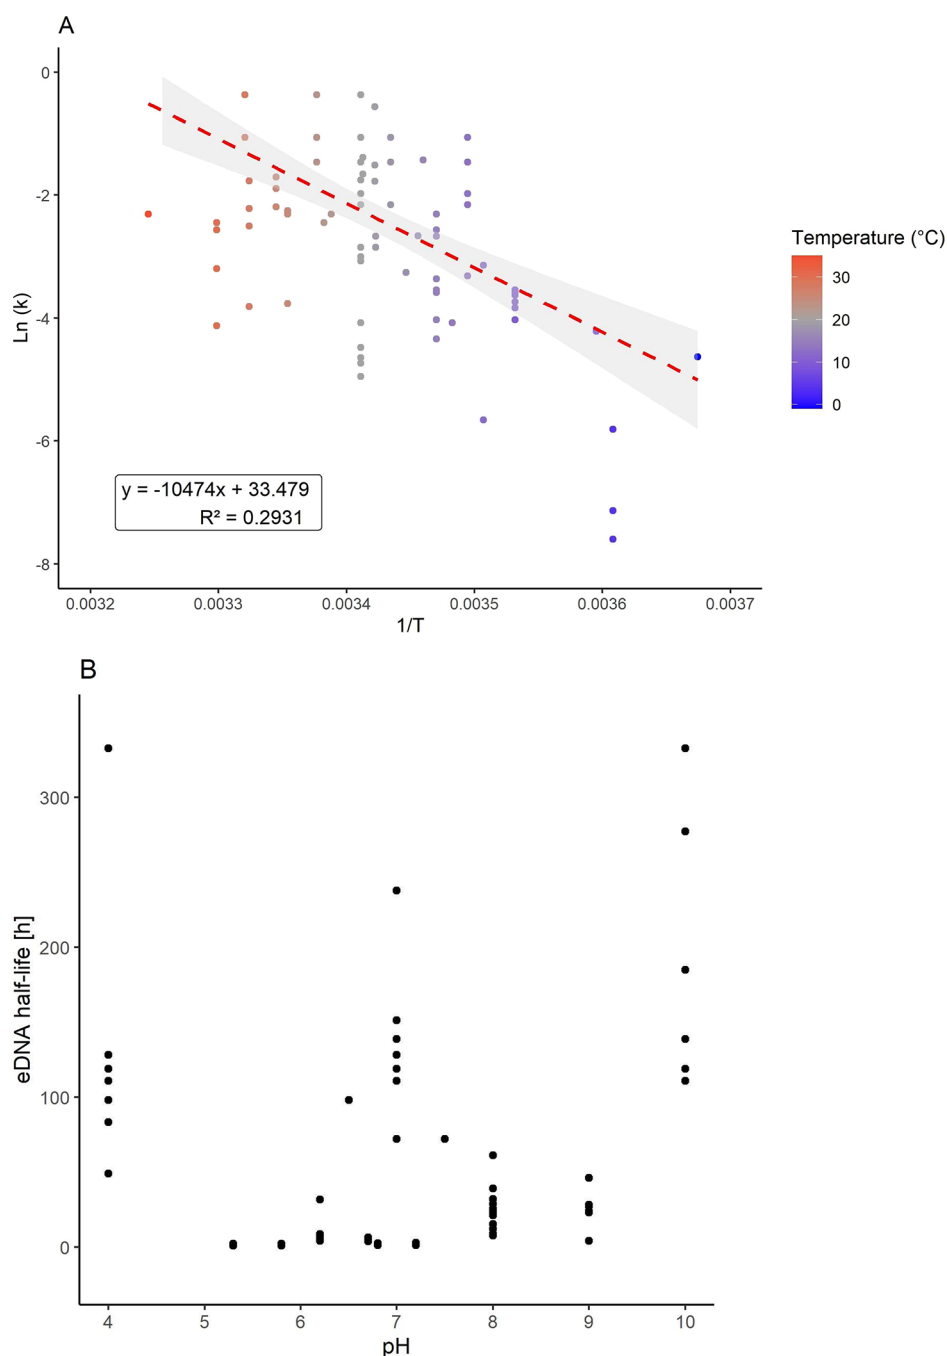 A
0
-2
-4
-6
-8
Ln (k)
y = -10474x + 33.479
R² = 0.2931
0.0032 0.0033 0.0034 0.0035 0.0036 0.0037
1/T
Temperature (°C)
30
20
10
0
B
300
200
100
0
eDNA half-life [h]
4 5 6 7 8 9 10
pH